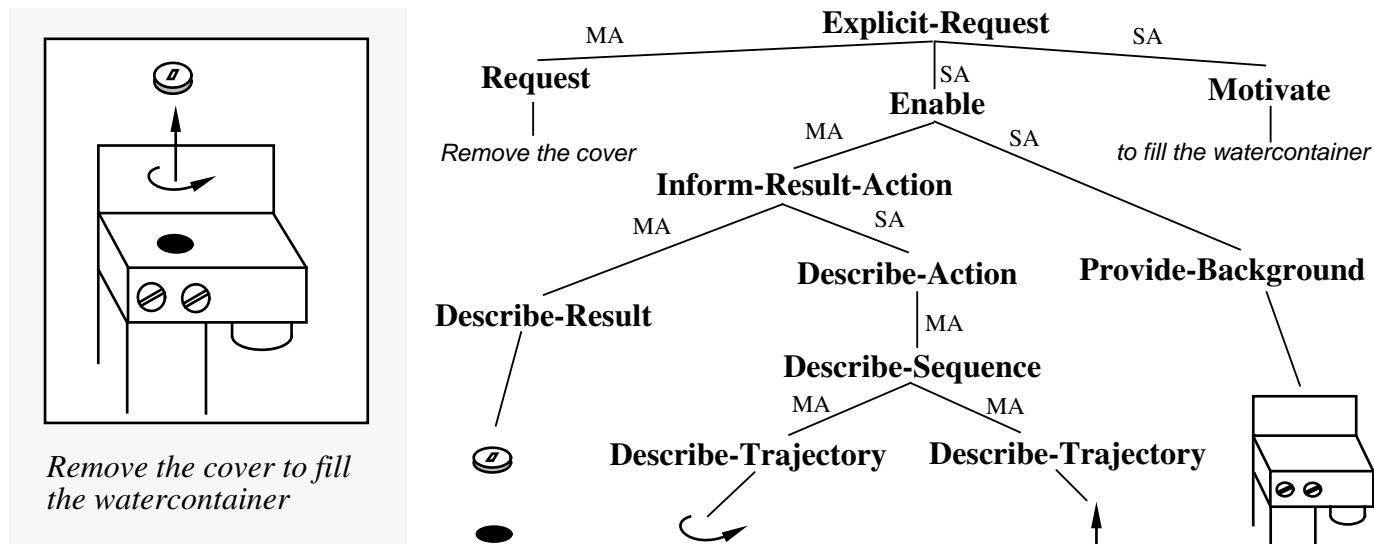 Remove the cover to fill
the watercontainer
Explicit-Request
MA
SA
SA
Request
Enable
Motivate
Remove the cover
MA
SA
to fill the watercontainer
Inform-Result-Action
MA
SA
Describe-Action
Provide-Background
Describe-Result
MA
Describe-Sequence
MA
MA
Describe-Trajectory
Describe-Trajectory